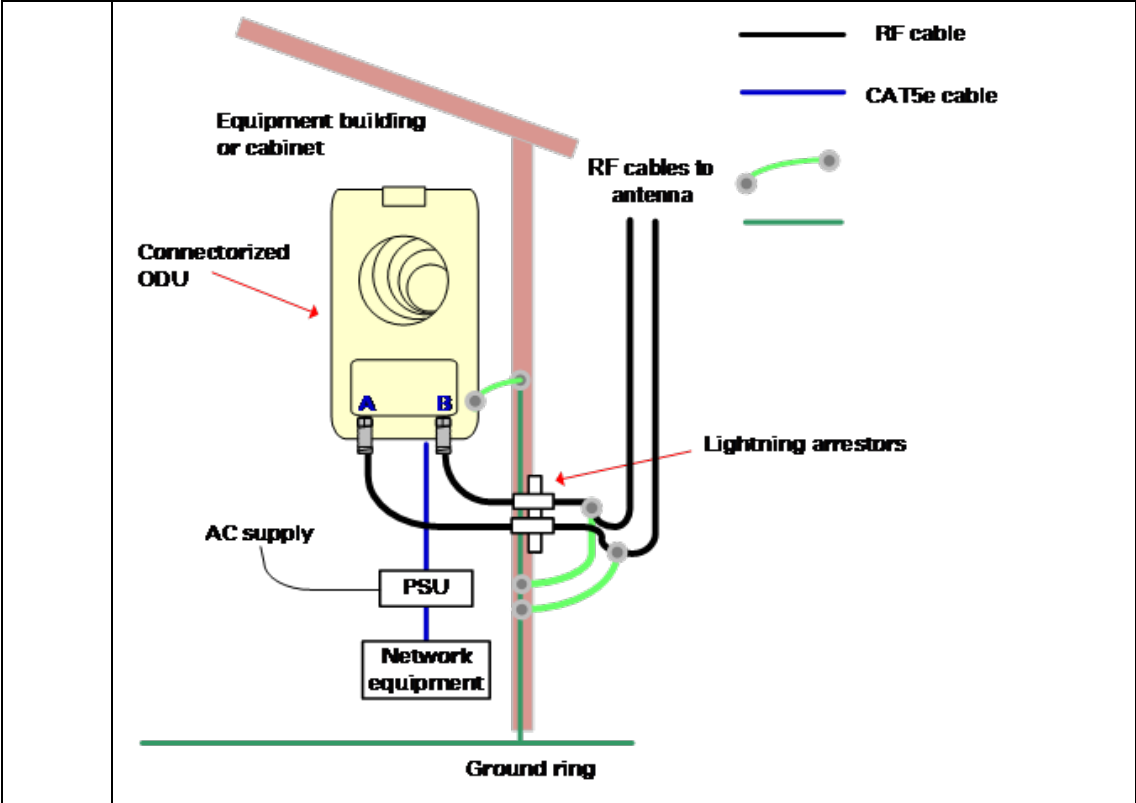 RF cable
CAT5e cable
Equipment building
or cabinet
RF cables to
antenna
Connectorized
ODU
A
B
Lightning arrestors
AC supply
PSU
Network
equipment
Ground ring